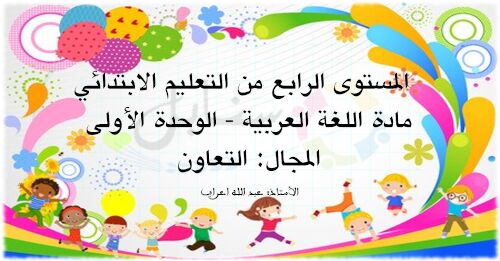 المستوى الرابع من التعليم الابتدائي
مادة اللغة العربية - الوحدة الأولى
المجال: التعاون
الأستاذ: عبد الله اعراب